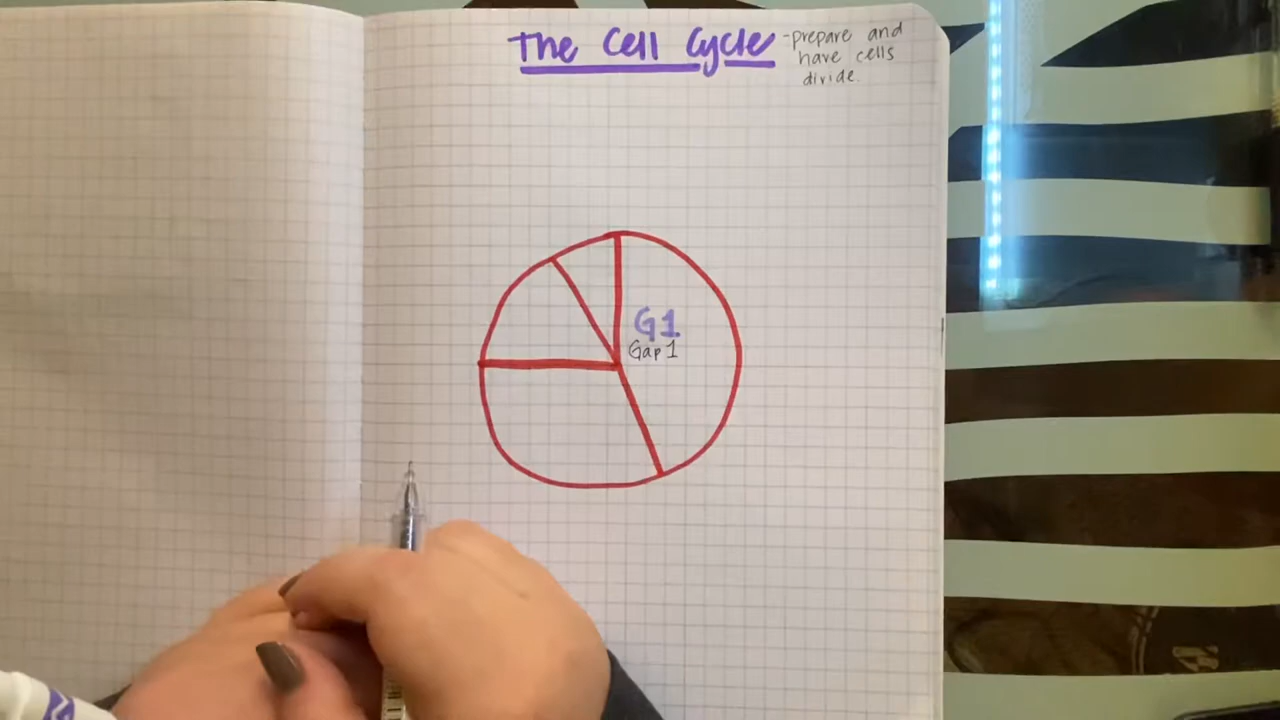 The Cell Cycle
-prepare and
have cells
divide.
G1
Gap 1